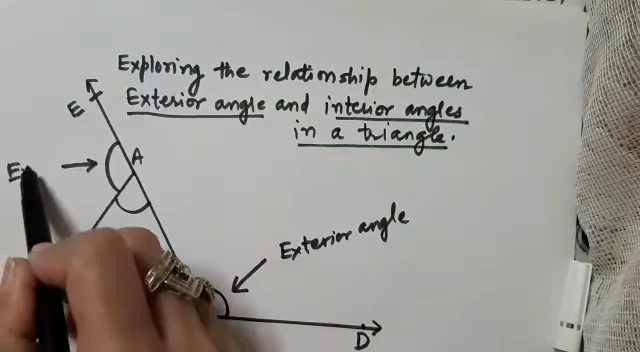 Exploring the relationship between
Exterior angle and interior angles
in a triangle.
E
A
Ex
Exterior angle
D